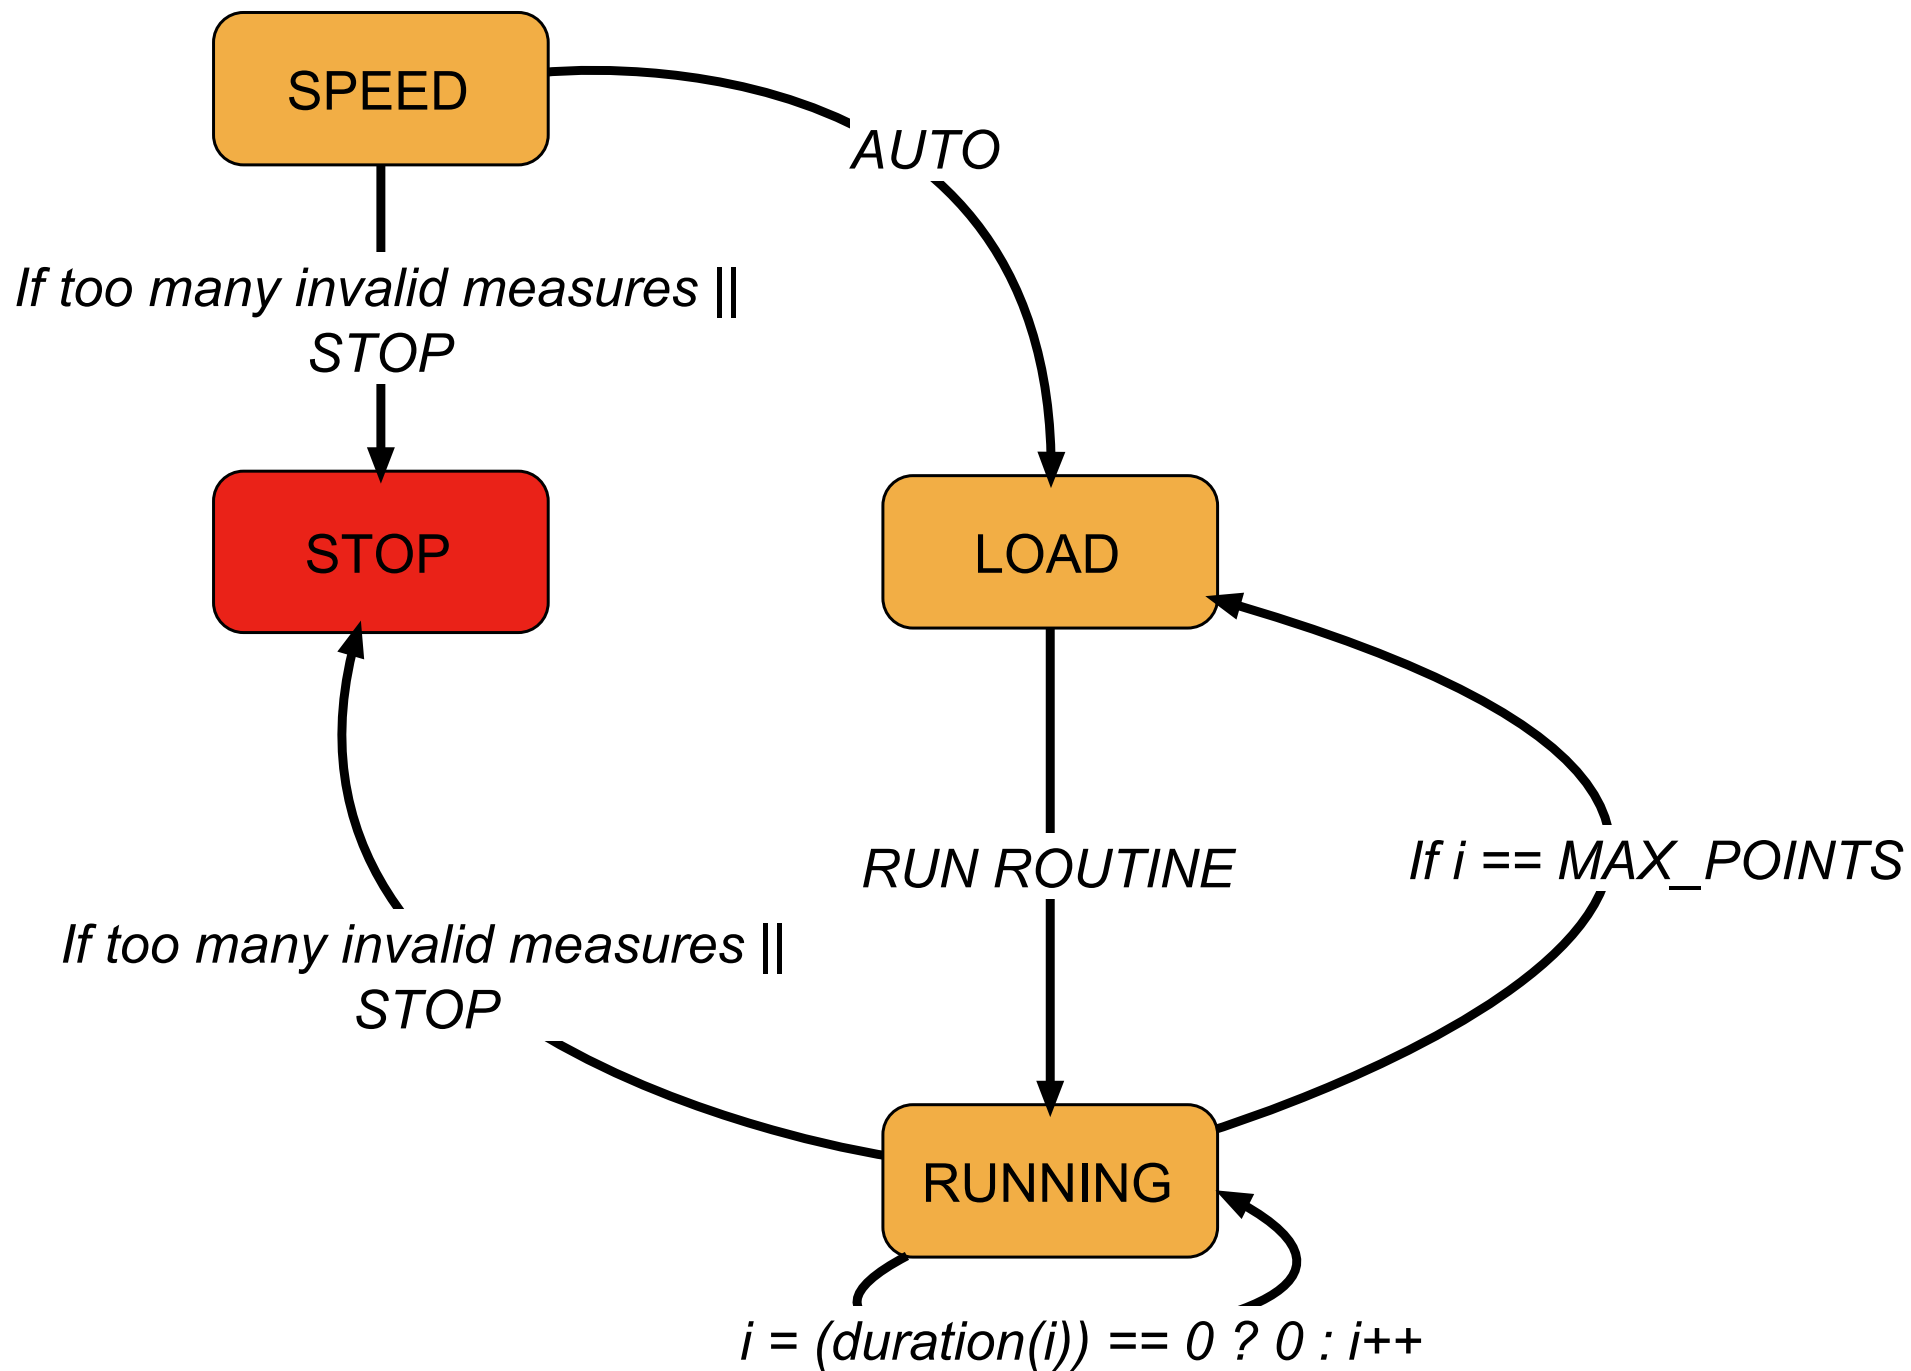 SPEED
AUTO
If too many invalid measures ||
STOP
STOP
LOAD
RUN ROUTINE
If i == MAX_POINTS
If too many invalid measures ||
STOP
RUNNING
i = (duration(i)) == 0 ? 0 : i++